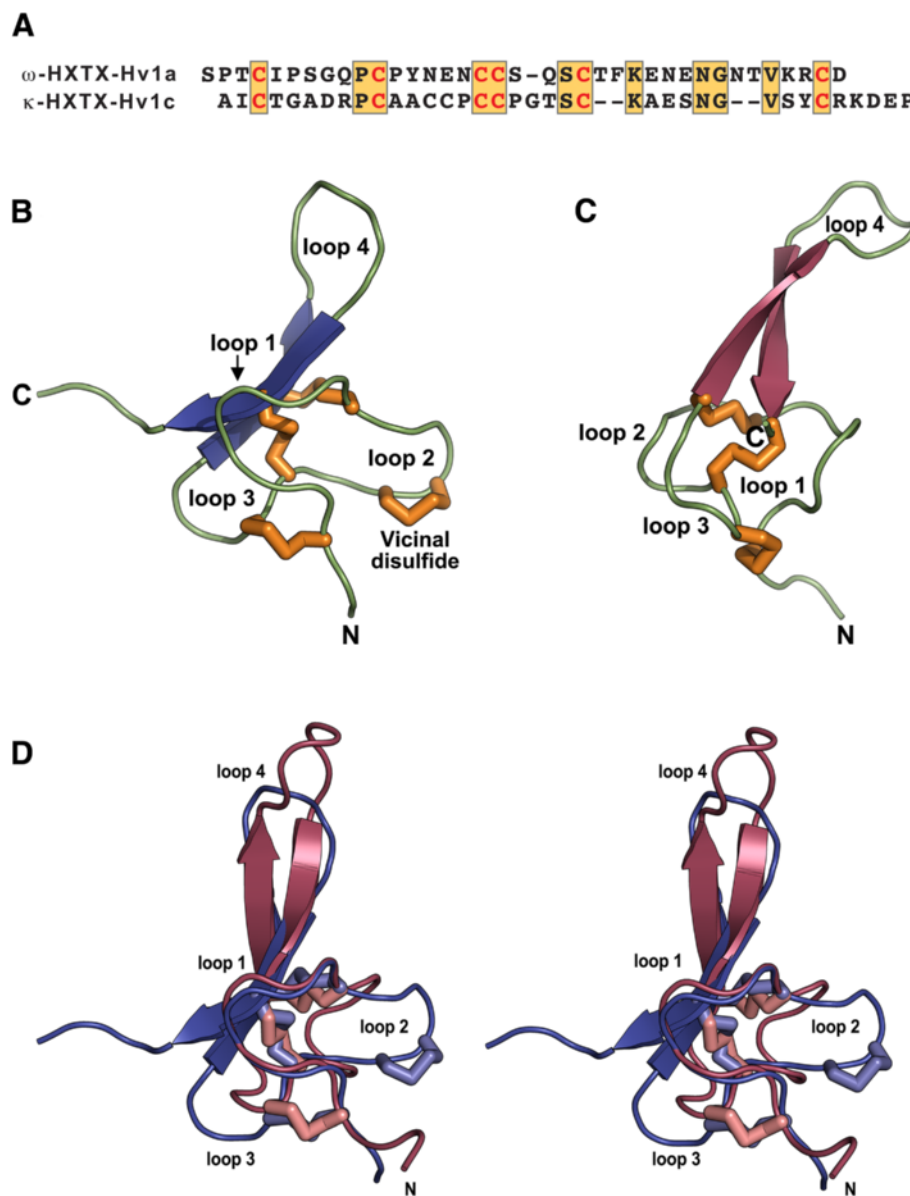 A
ω-HXTX-Hv1a SPTCIPSGQPCPYNENCCS-QSCTFKENENGNTVKRCD
κ-HXTX-Hv1c AICTGADRPCAACCPCCPGTSC--KAESNG--VSYCRKDEP
B
C
loop 4
loop 4
loop 1
C
loop 2
loop 3
Vicinal
disulfide
N
loop 2
C
loop 1
loop 3
N
D
loop 4
loop 1
loop 2
loop 3
N
loop 4
loop 1
loop 2
loop 3
N